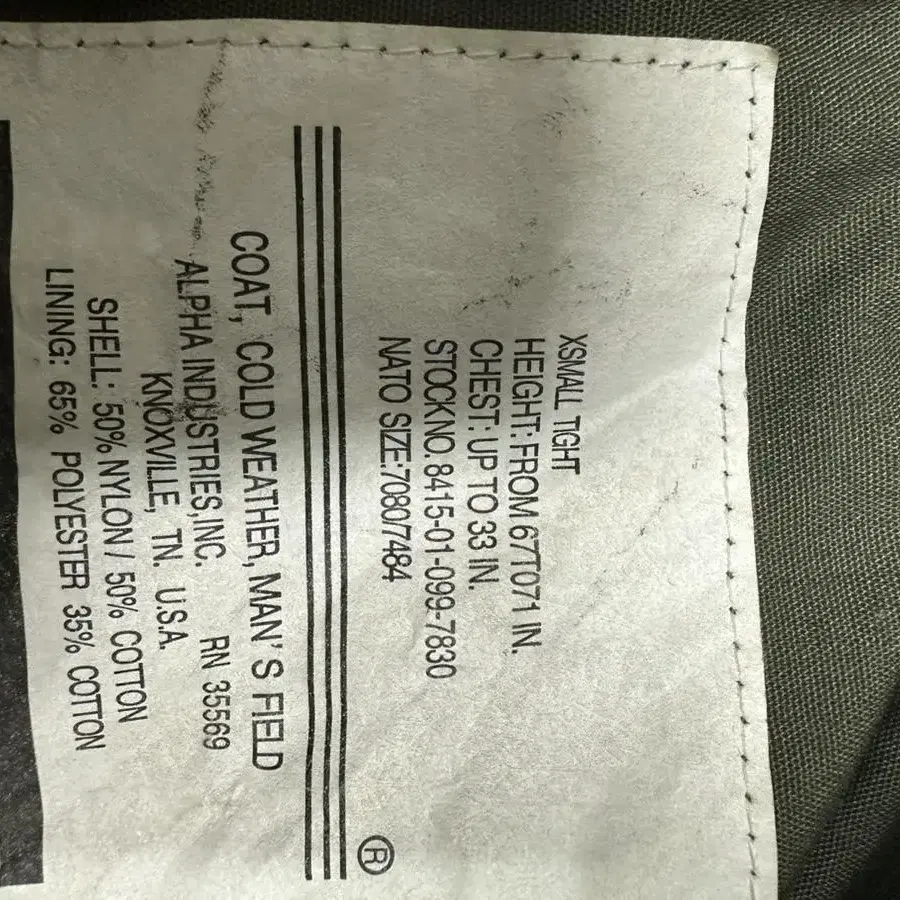 XSMALL TIGHT
HEIGHT: FROM 67TO71 IN.
CHEST: UP TO 33 IN.
STOCK NO. 8415-01-099-7830
NATO SIZE:7080/7484
®
COAT, COLD WEATHER, MAN'S FIELD
ALPHA INDUSTRIES,INC. RN 35569
KNOXVILLE, TN. U.S.A.
SHELL: 50% NYLON / 50% COTTON
LINING: 65% POLYESTER 35% COTTON